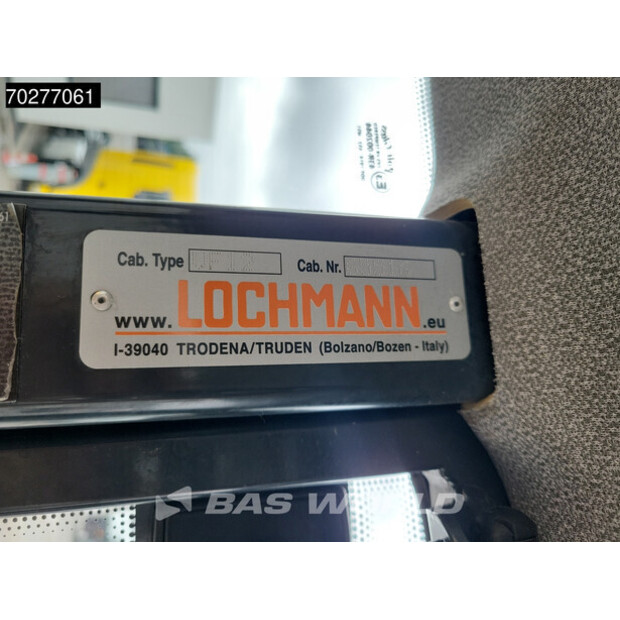 70277061
Cab. Type
Cab. Nr.
www.LOCHMANN.eu
I-39040 TRODENA/TRUDEN (Bolzano/Bozen - Italy)
BAS WORLD